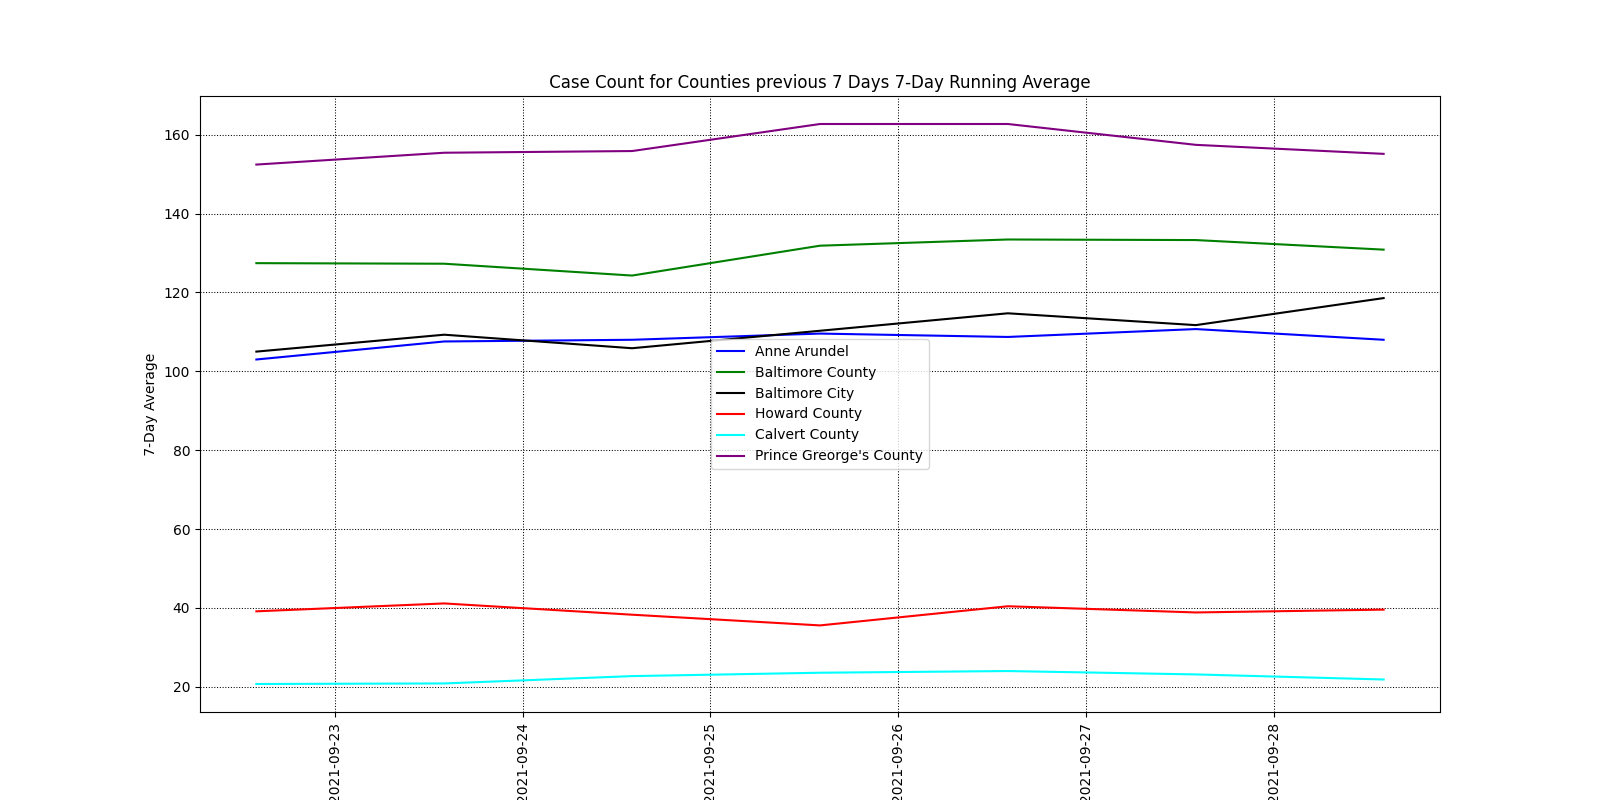 Case Count for Counties previous 7 Days 7-Day Running Average
160
140
120
100
80
60
40
20
7-Day Average
Anne Arundel
Baltimore County
Baltimore City
Howard County
Calvert County
Prince Greorge's County
2021-09-23
2021-09-24
2021-09-25
2021-09-26
2021-09-27
2021-09-28